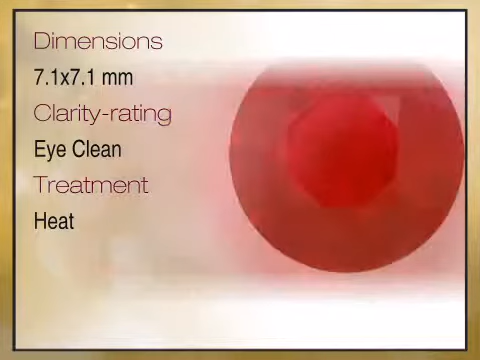 Dimensions
7.1x7.1 mm
Clarity-rating
Eye Clean
Treatment
Heat